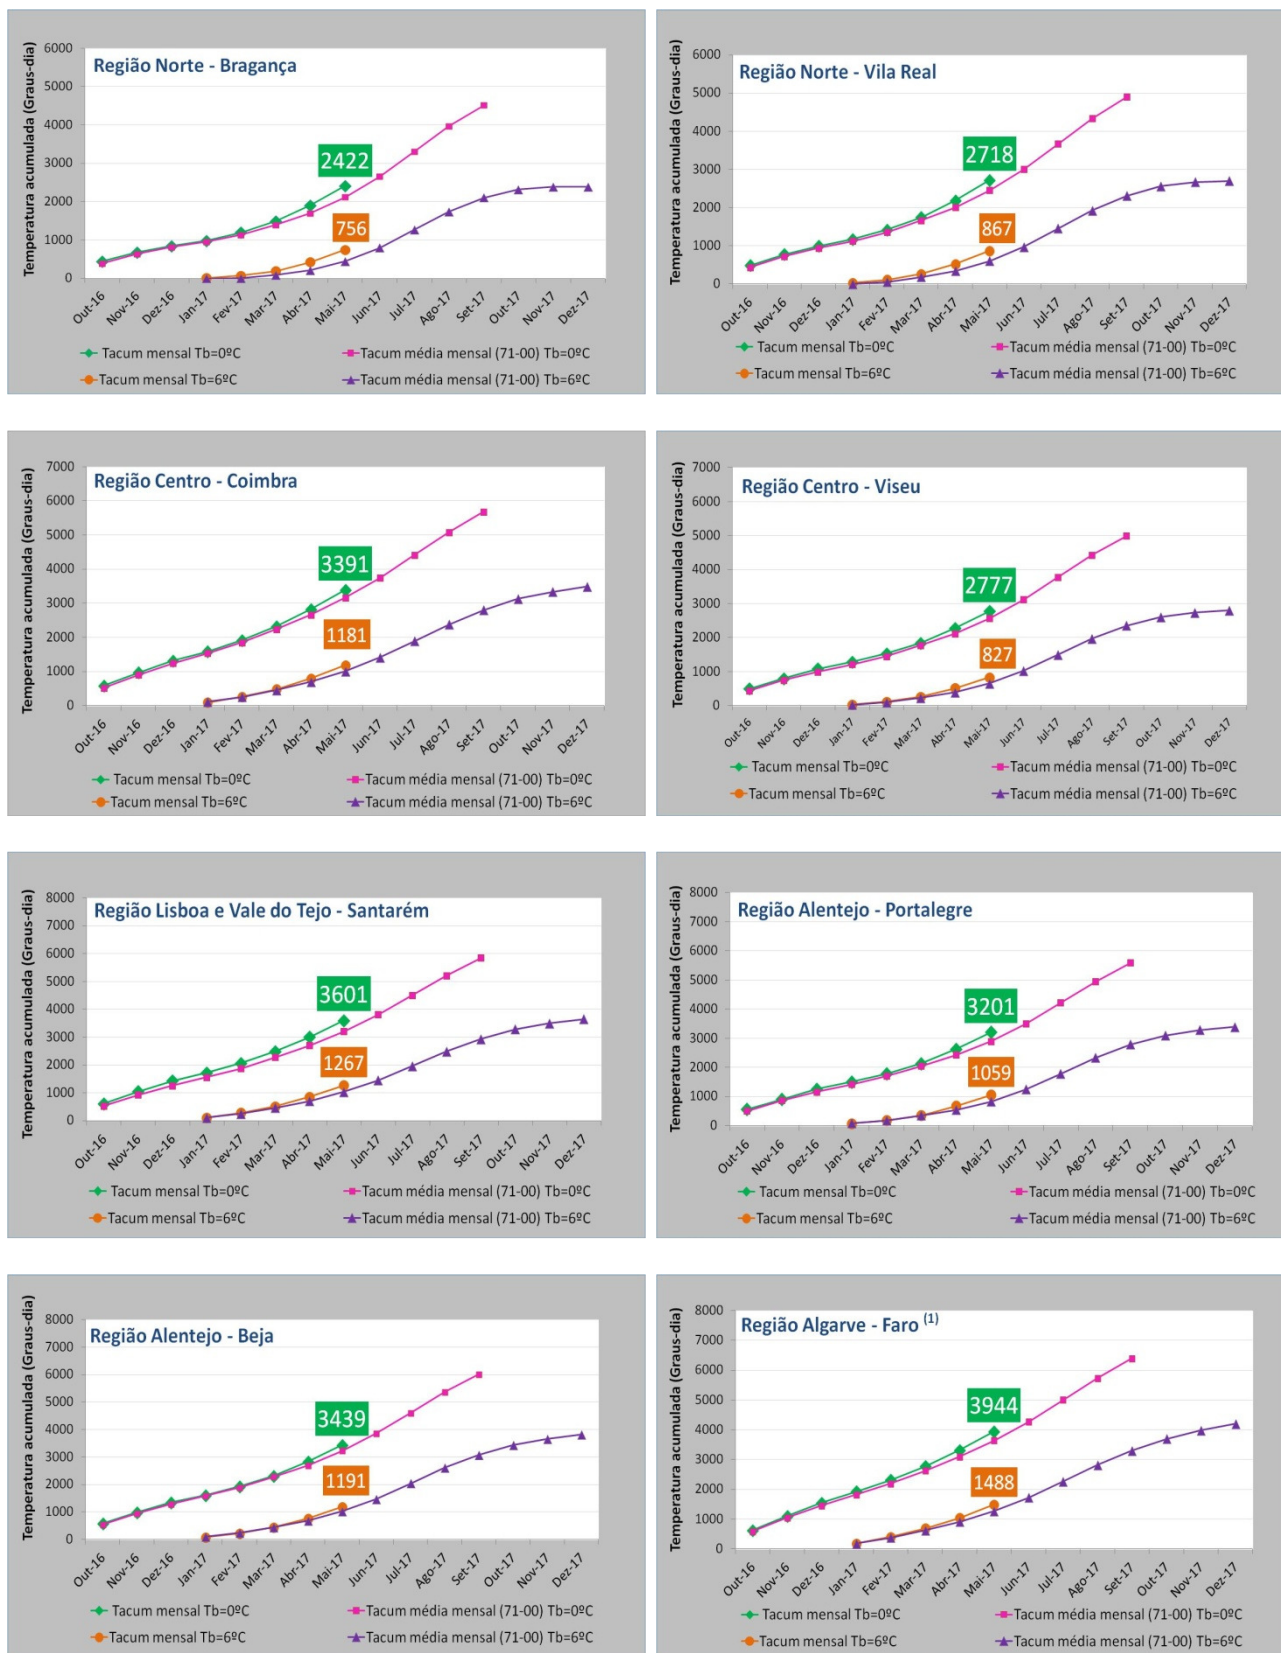 Região Norte - Bragança
Temperatura acumulada (Graus-dia)
6000
5000
4000
3000
2000
1000
0
2422
756
Out-16 Nov-16 Dez-16 Jan-17 Fev-17 Mar-17 Abr-17 Mai-17 Jun-17 Jul-17 Ago-17 Set-17 Out-17 Nov-17 Dez-17
Tacum mensal Tb=0ºC Tacum média mensal (71-00) Tb=0ºC
Tacum mensal Tb=6ºC Tacum média mensal (71-00) Tb=6ºC
Região Norte - Vila Real
Temperatura acumulada (Graus-dia)
6000
5000
4000
3000
2000
1000
0
2718
867
Out-16 Nov-16 Dez-16 Jan-17 Fev-17 Mar-17 Abr-17 Mai-17 Jun-17 Jul-17 Ago-17 Set-17 Out-17 Nov-17 Dez-17
Tacum mensal Tb=0ºC Tacum média mensal (71-00) Tb=0ºC
Tacum mensal Tb=6ºC Tacum média mensal (71-00) Tb=6ºC
Região Centro - Coimbra
Temperatura acumulada (Graus-dia)
7000
6000
5000
4000
3000
2000
1000
0
3391
1181
Out-16 Nov-16 Dez-16 Jan-17 Fev-17 Mar-17 Abr-17 Mai-17 Jun-17 Jul-17 Ago-17 Set-17 Out-17 Nov-17 Dez-17
Tacum mensal Tb=0ºC Tacum média mensal (71-00) Tb=0ºC
Tacum mensal Tb=6ºC Tacum média mensal (71-00) Tb=6ºC
Região Centro - Viseu
Temperatura acumulada (Graus-dia)
7000
6000
5000
4000
3000
2000
1000
0
2777
827
Out-16 Nov-16 Dez-16 Jan-17 Fev-17 Mar-17 Abr-17 Mai-17 Jun-17 Jul-17 Ago-17 Set-17 Out-17 Nov-17 Dez-17
Tacum mensal Tb=0ºC Tacum média mensal (71-00) Tb=0ºC
Tacum mensal Tb=6ºC Tacum média mensal (71-00) Tb=6ºC
Região Lisboa e Vale do Tejo - Santarém
Temperatura acumulada (Graus-dia)
8000
7000
6000
5000
4000
3000
2000
1000
0
3601
1267
Out-16 Nov-16 Dez-16 Jan-17 Fev-17 Mar-17 Abr-17 Mai-17 Jun-17 Jul-17 Ago-17 Set-17 Out-17 Nov-17 Dez-17
Tacum mensal Tb=0ºC Tacum média mensal (71-00) Tb=0ºC
Tacum mensal Tb=6ºC Tacum média mensal (71-00) Tb=6ºC
Região Alentejo - Portalegre
Temperatura acumulada (Graus-dia)
8000
7000
6000
5000
4000
3000
2000
1000
0
3201
1059
Out-16 Nov-16 Dez-16 Jan-17 Fev-17 Mar-17 Abr-17 Mai-17 Jun-17 Jul-17 Ago-17 Set-17 Out-17 Nov-17 Dez-17
Tacum mensal Tb=0ºC Tacum média mensal (71-00) Tb=0ºC
Tacum mensal Tb=6ºC Tacum média mensal (71-00) Tb=6ºC
Região Alentejo - Beja
Temperatura acumulada (Graus-dia)
8000
7000
6000
5000
4000
3000
2000
1000
0
3439
1191
Out-16 Nov-16 Dez-16 Jan-17 Fev-17 Mar-17 Abr-17 Mai-17 Jun-17 Jul-17 Ago-17 Set-17 Out-17 Nov-17 Dez-17
Tacum mensal Tb=0ºC Tacum média mensal (71-00) Tb=0ºC
Tacum mensal Tb=6ºC Tacum média mensal (71-00) Tb=6ºC
Região Algarve - Faro (1)
Temperatura acumulada (Graus-dia)
8000
7000
6000
5000
4000
3000
2000
1000
0
3944
1488
Out-16 Nov-16 Dez-16 Jan-17 Fev-17 Mar-17 Abr-17 Mai-17 Jun-17 Jul-17 Ago-17 Set-17 Out-17 Nov-17 Dez-17
Tacum mensal Tb=0ºC Tacum média mensal (71-00) Tb=0ºC
Tacum mensal Tb=6ºC Tacum média mensal (71-00) Tb=6ºC